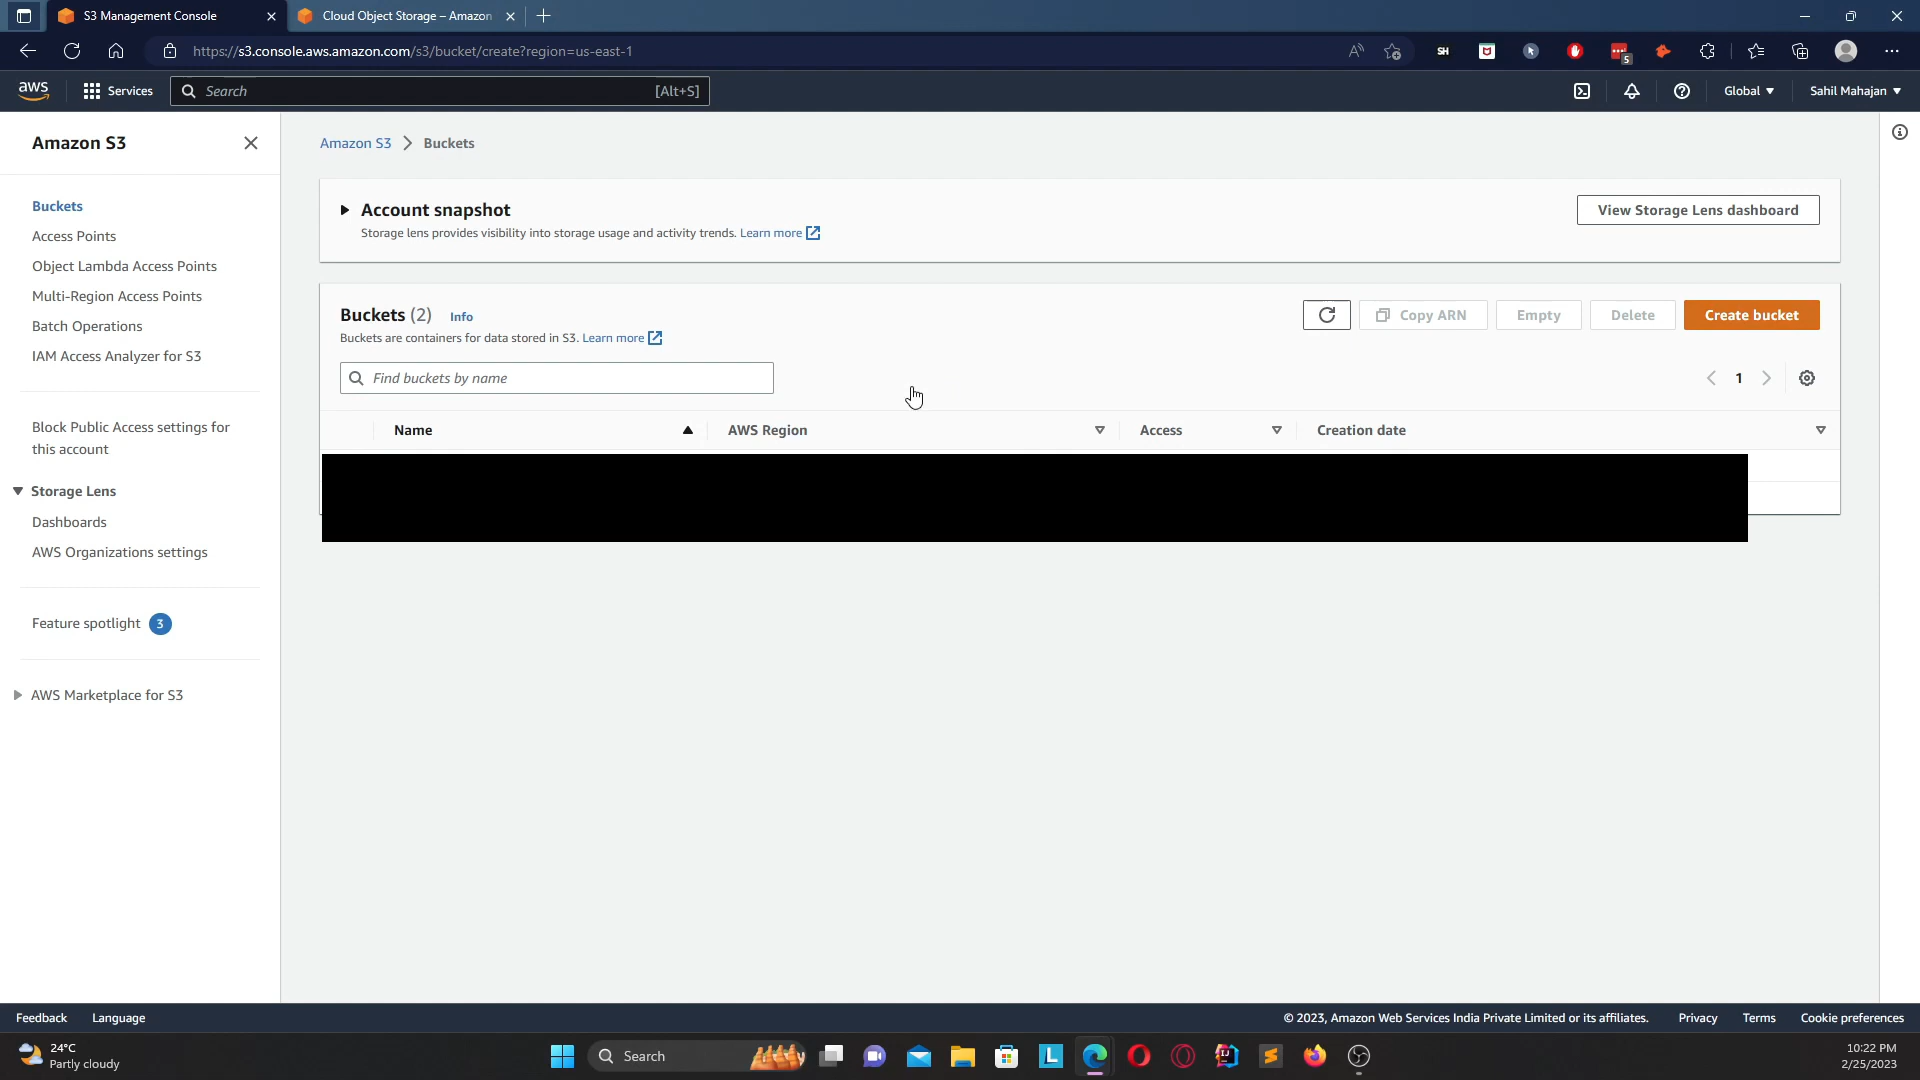 S3 Management Console
Cloud Object Storage – Amazon
https://s3.console.aws.amazon.com/s3/bucket/create?region=us-east-1
SH
5
aws
Services
Search
[Alt+S]
Global
Sahil Mahajan
Amazon S3
Amazon S3
Buckets
Buckets
Access Points
Object Lambda Access Points
Multi-Region Access Points
Batch Operations
IAM Access Analyzer for S3
Block Public Access settings for
this account
Storage Lens
Dashboards
AWS Organizations settings
Feature spotlight 3
AWS Marketplace for S3
Account snapshot
Storage lens provides visibility into storage usage and activity trends. Learn more
View Storage Lens dashboard
Buckets (2) Info
Buckets are containers for data stored in S3. Learn more
Copy ARN
Empty
Delete
Create bucket
Find buckets by name
1
Name
AWS Region
Access
Creation date
Feedback
Language
© 2023, Amazon Web Services India Private Limited or its affiliates.
Privacy
Terms
Cookie preferences
24°C
Partly cloudy
Search
L
IJ
10:22 PM
2/25/2023